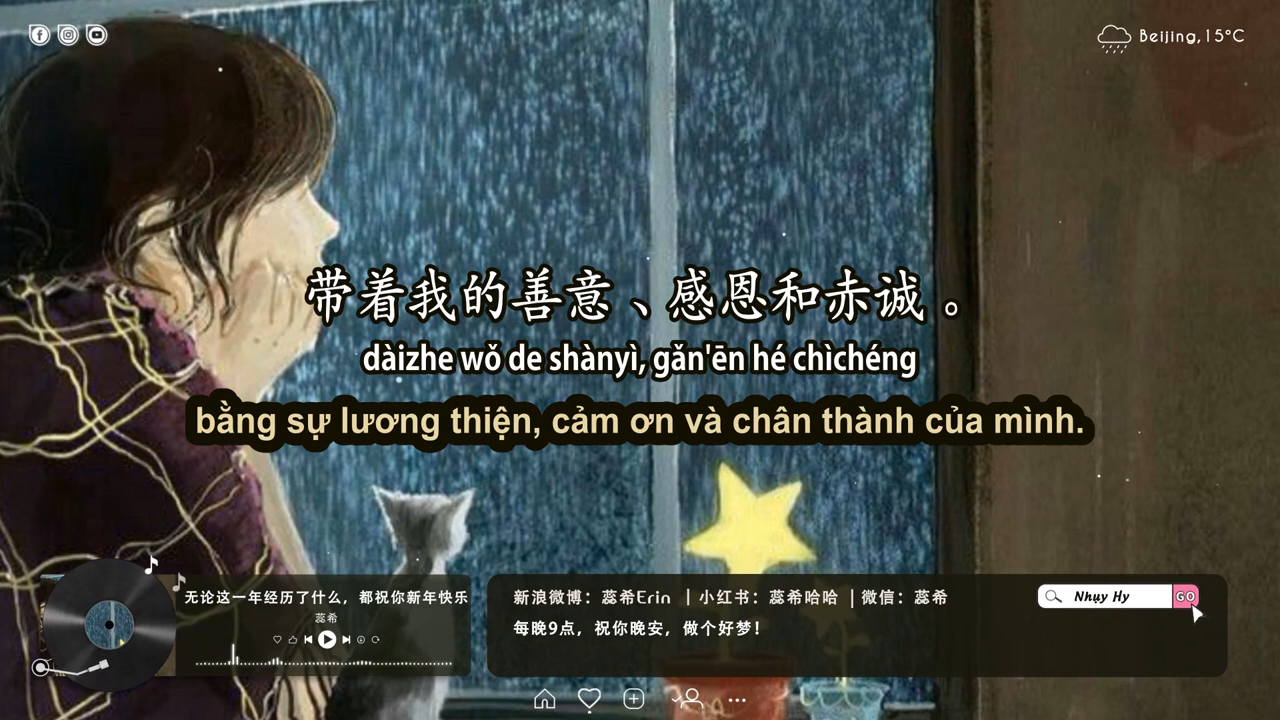 Beijing,15°C
带着我的善意、感恩和赤诚。
dàizhe wǒ de shànyì, gǎn'ēn hé chìchéng
bằng sự lương thiện, cảm ơn và chân thành của mình.
无论这一年经历了什么，都祝你新年快乐
蕊希
新浪微博：蕊希Erin ｜小红书：蕊希哈哈 ｜微信：蕊希
每晚9点，祝你晚安，做个好梦！
Nhụy Hy
GO